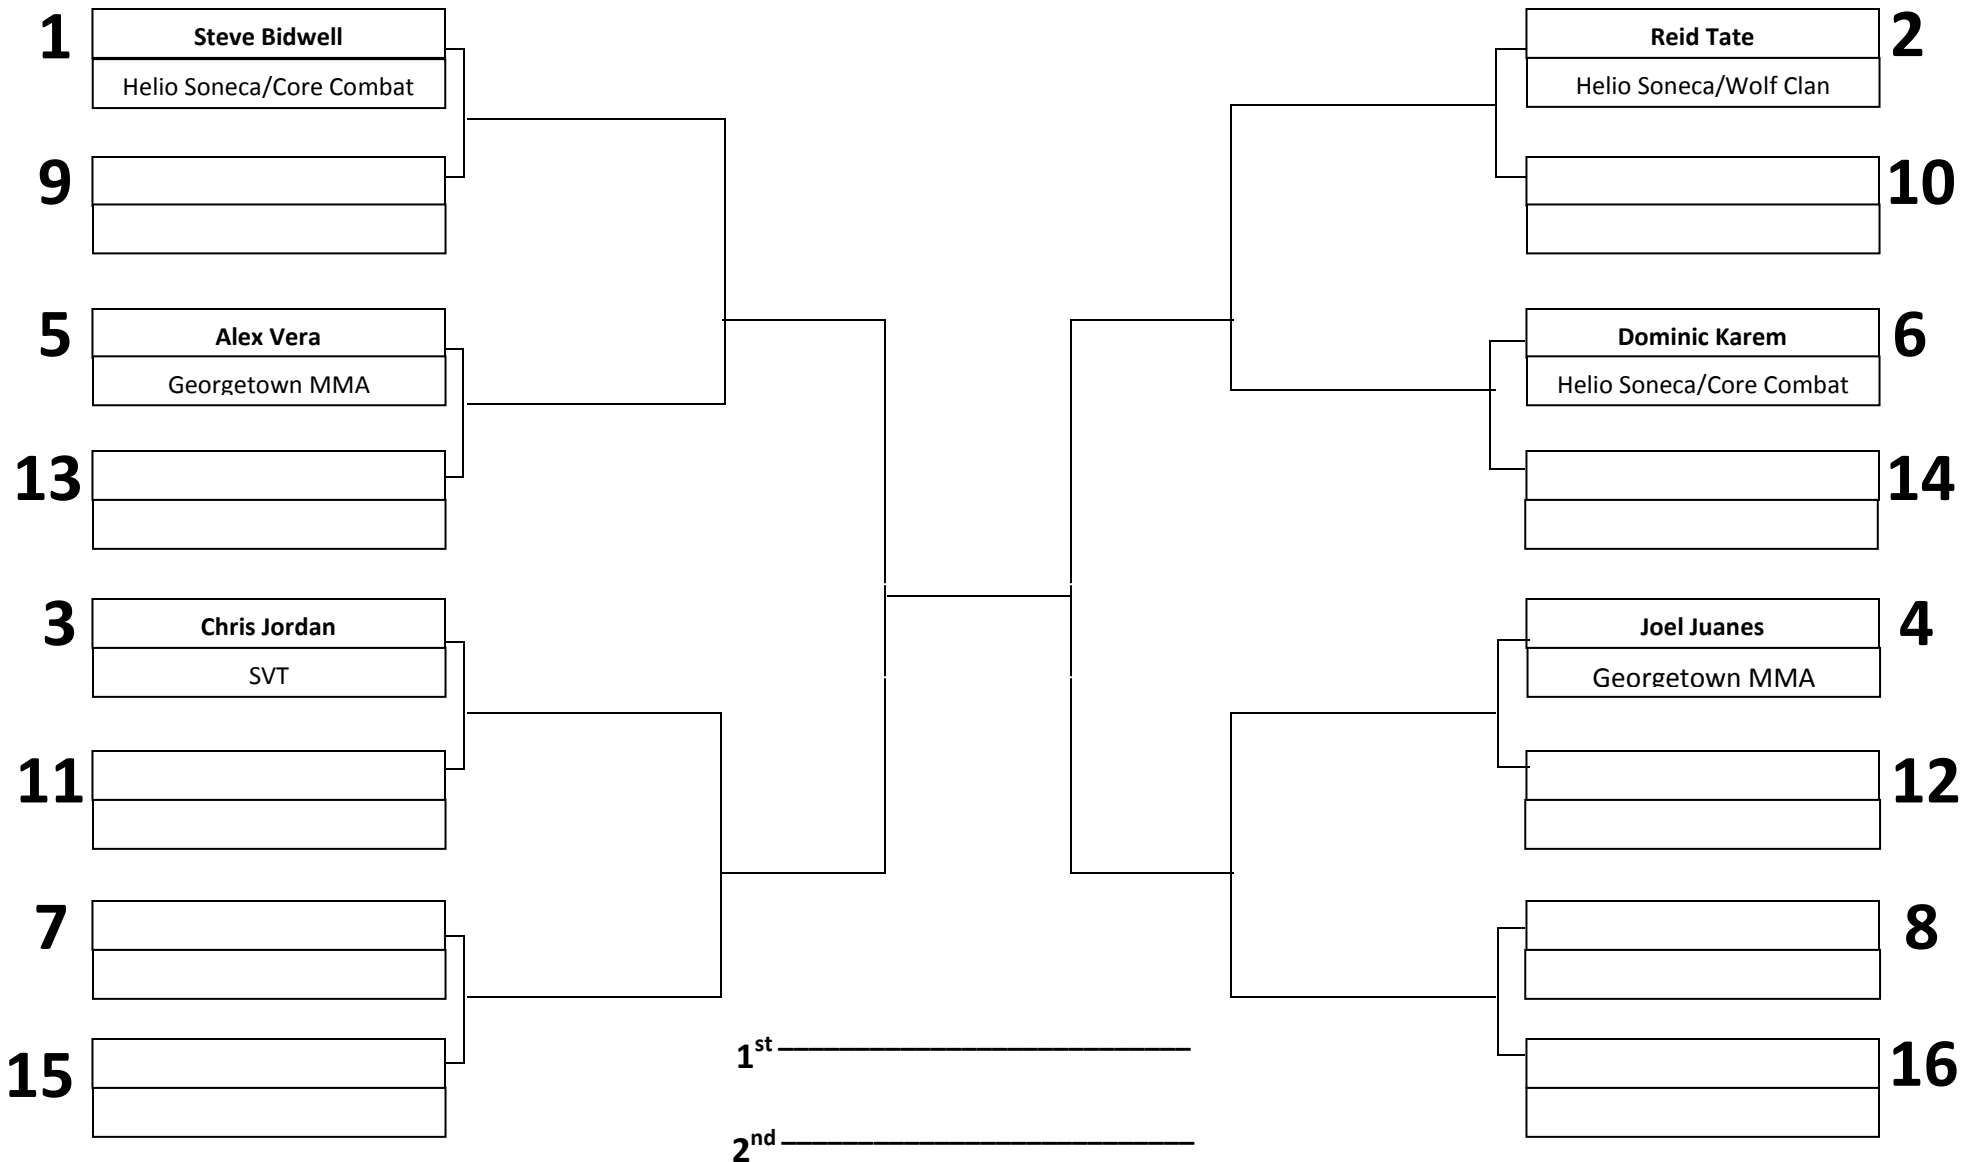 1
Steve Bidwell
Helio Soneca/Core Combat
9
5
Alex Vera
Georgetown MMA
13
3
Chris Jordan
SVT
11
7
15
Reid Tate
2
Helio Soneca/Wolf Clan
10
Dominic Karem
6
Helio Soneca/Core Combat
14
Joel Juanes
4
Georgetown MMA
12
8
16
1st
2nd